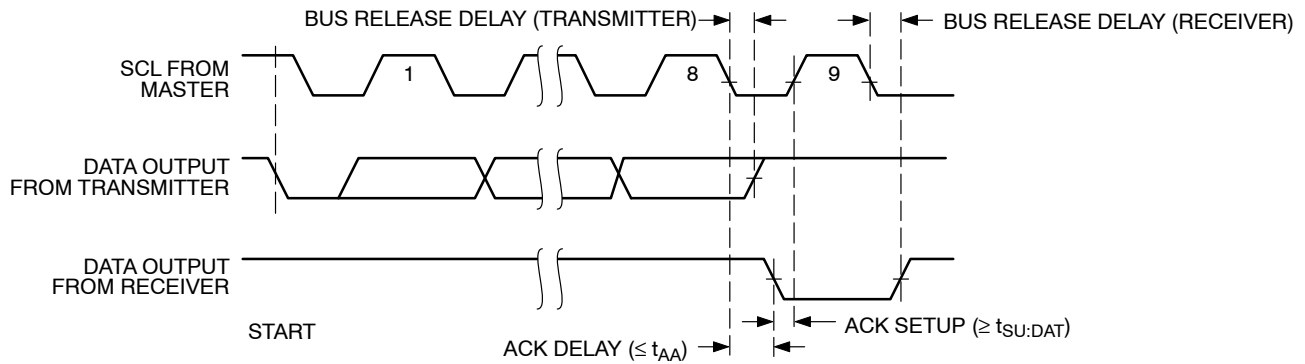 BUS RELEASE DELAY (TRANSMITTER)
BUS RELEASE DELAY (RECEIVER)
SCL FROM
MASTER
1
8
9
DATA OUTPUT
FROM TRANSMITTER
DATA OUTPUT
FROM RECEIVER
START
ACK SETUP (≥ tSU:DAT)
ACK DELAY (≤ tAA)